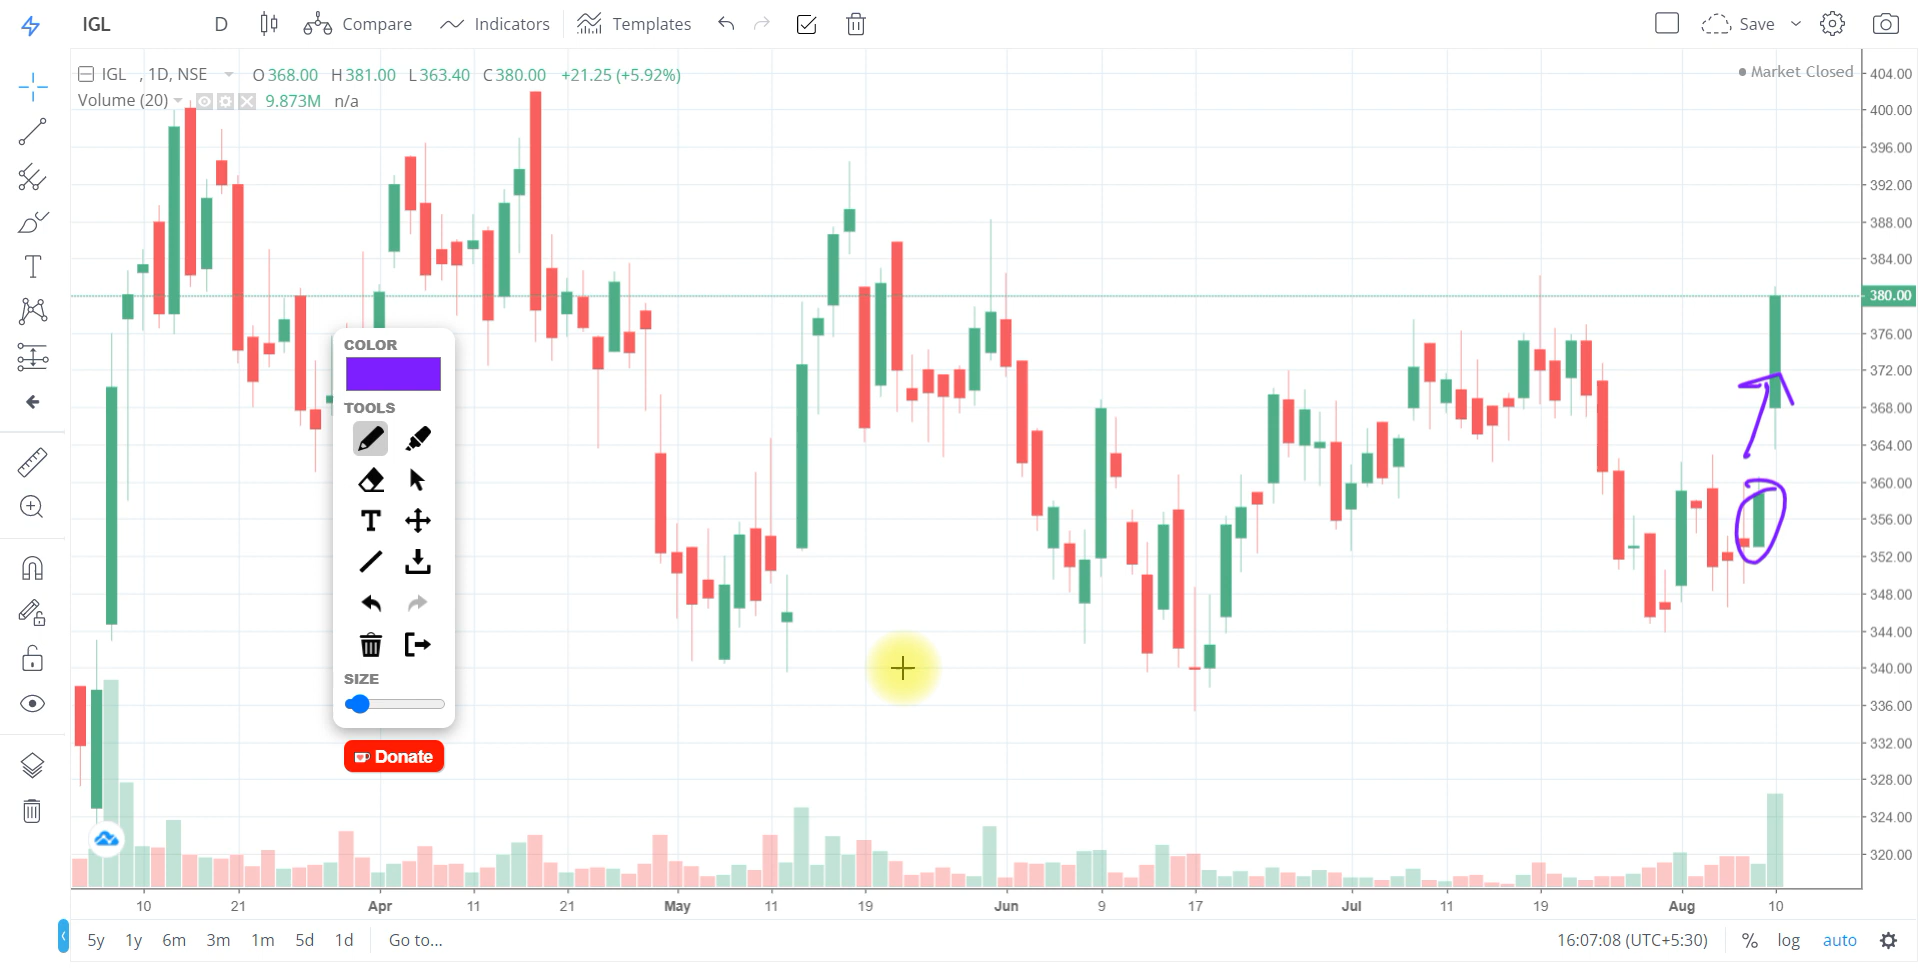 IGL D Compare Indicators Templates Save
IGL , 1D, NSE O368.00 H381.00 L363.40 C380.00 +21.25 (+5.92%) Market Closed
Volume (20) 9.873M n/a
404.00
400.00
396.00
392.00
388.00
384.00
380.00
376.00
372.00
368.00
364.00
360.00
356.00
352.00
348.00
344.00
340.00
336.00
332.00
328.00
324.00
320.00
COLOR
TOOLS
SIZE
Donate
10 21 Apr 11 21 May 11 19 Jun 9 17 Jul 11 19 Aug 10
5y 1y 6m 3m 1m 5d 1d Go to... 16:07:08 (UTC+5:30) % log auto